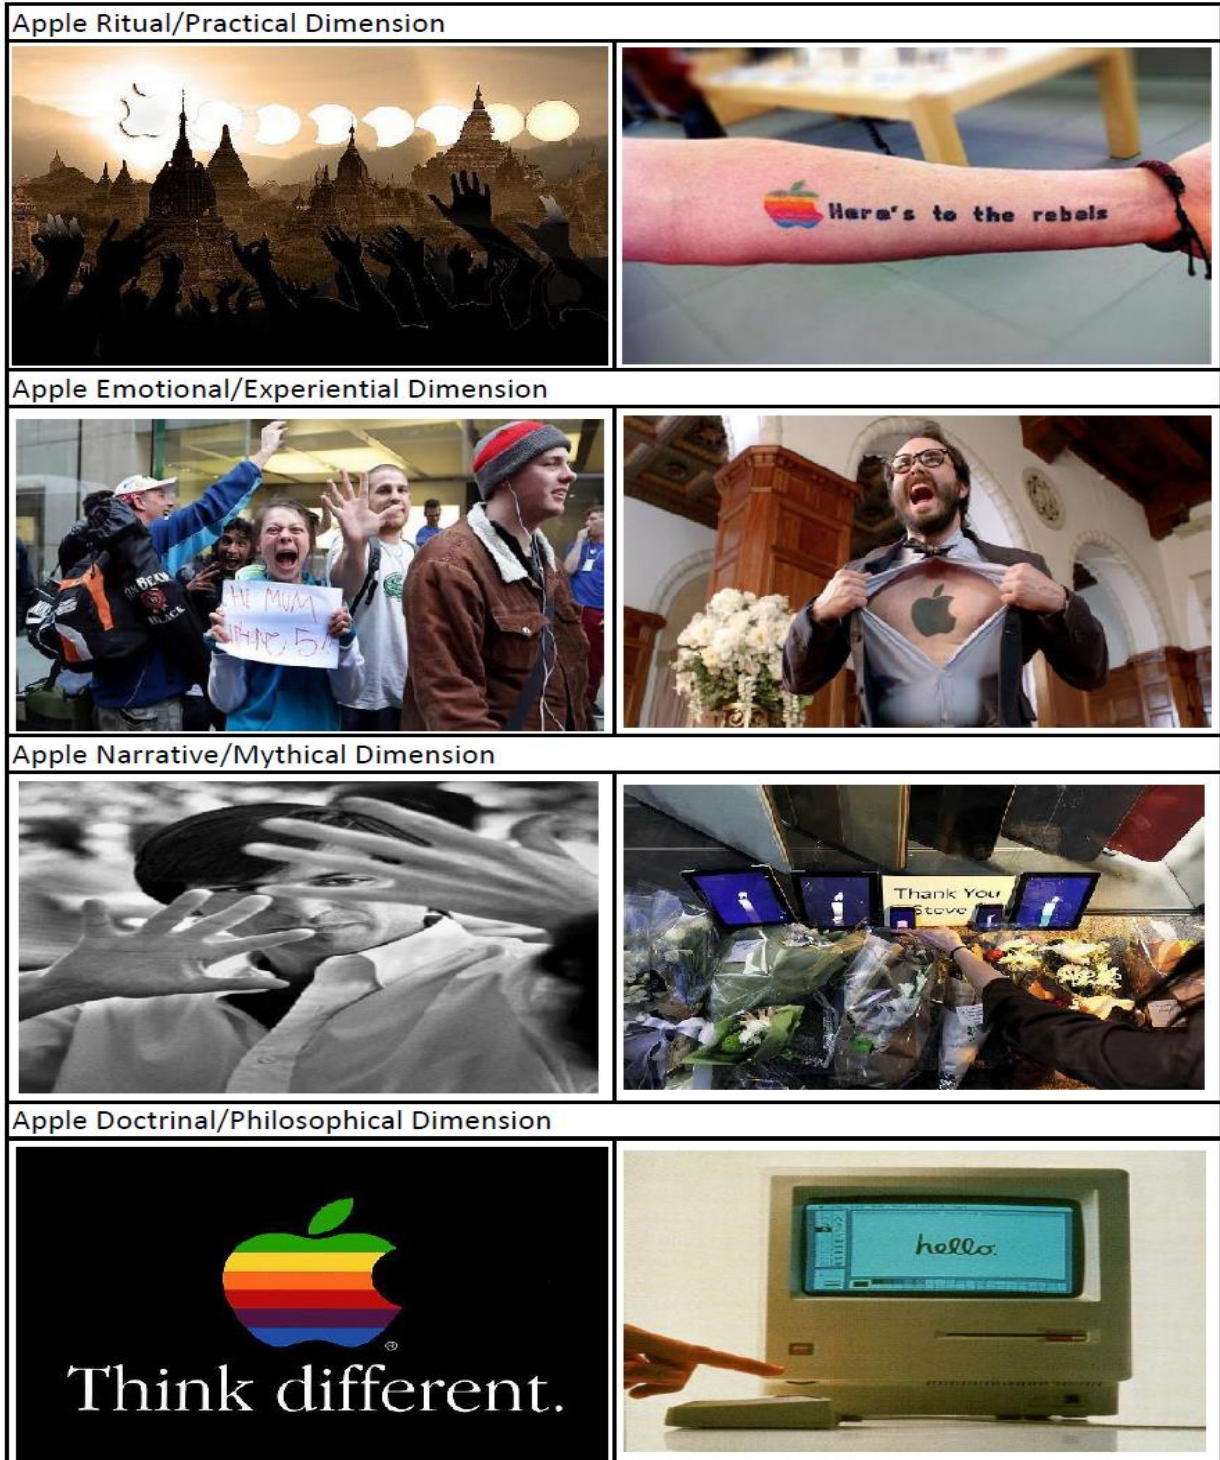 Apple Ritual/Practical Dimension
Here's to the rebels
Apple Emotional/Experiential Dimension
HI MUM
IPHONE 5!
Apple Narrative/Mythical Dimension
Thank You
Steve
Apple Doctrinal/Philosophical Dimension
Think different.
®
hello.